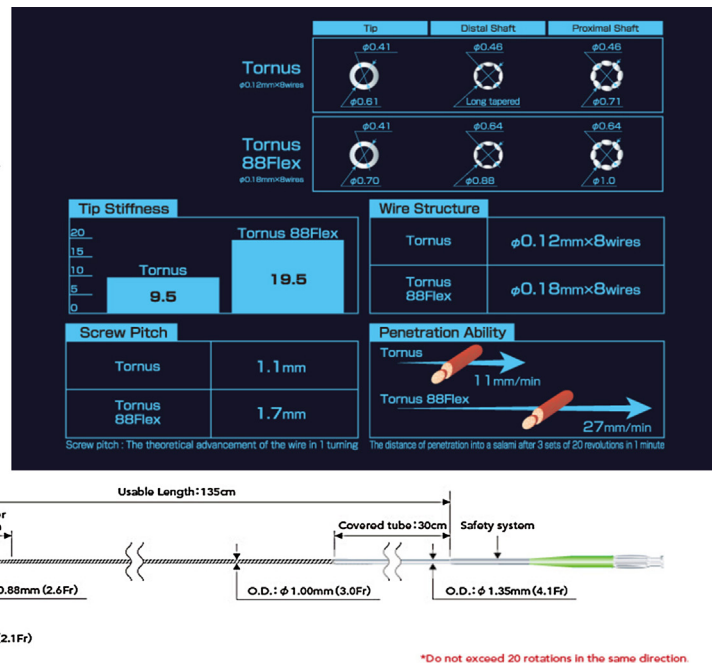 Tip Distal Shaft Proximal Shaft
Tornus
φ0.12mm×8wires
φ0.41 φ0.46 φ0.46
φ0.61 Long tapered φ0.71
Tornus
88Flex
φ0.18mm×8wires
φ0.41 φ0.64 φ0.64
φ0.70 φ0.88 φ1.0
Tip Stiffness
20
15
10
5
0
Tornus
9.5
Tornus 88Flex
19.5
Wire Structure
Tornus φ0.12mm×8wires
Tornus
88Flex
φ0.18mm×8wires
Screw Pitch
Tornus 1.1mm
Tornus
88Flex
1.7mm
Screw pitch : The theoretical advancement of the wire in 1 turning
Penetration Ability
Tornus
11mm/min
Tornus 88Flex
27mm/min
The distance of penetration into a salami after 3 sets of 20 revolutions in 1 minute
Usable Length:135cm
Covered tube:30cm Safety system
0.88mm (2.6Fr) O.D.: φ 1.00mm (3.0Fr) O.D.: φ 1.35mm (4.1Fr)
2.1Fr)
*Do not exceed 20 rotations in the same direction.